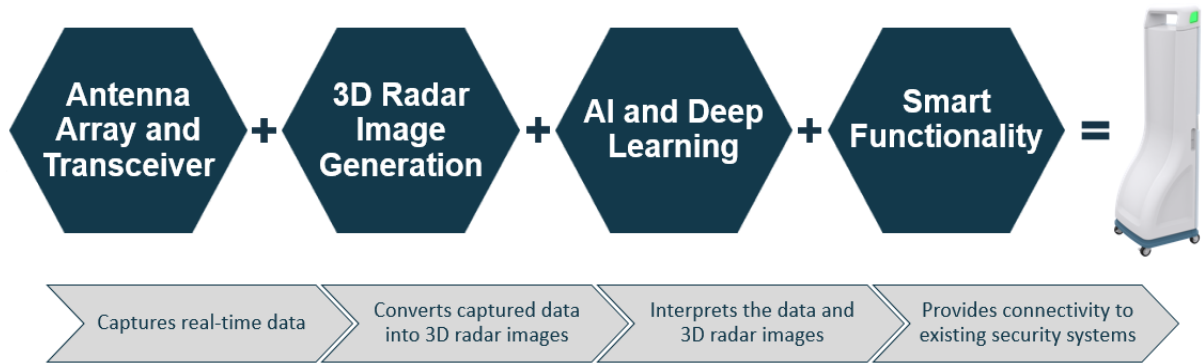 Antenna
Array and
Transceiver
+
3D Radar
Image
Generation
+
AI and Deep
Learning
+
Smart
Functionality
=
Captures real-time data
Converts captured data
into 3D radar images
Interprets the data and
3D radar images
Provides connectivity to
existing security systems